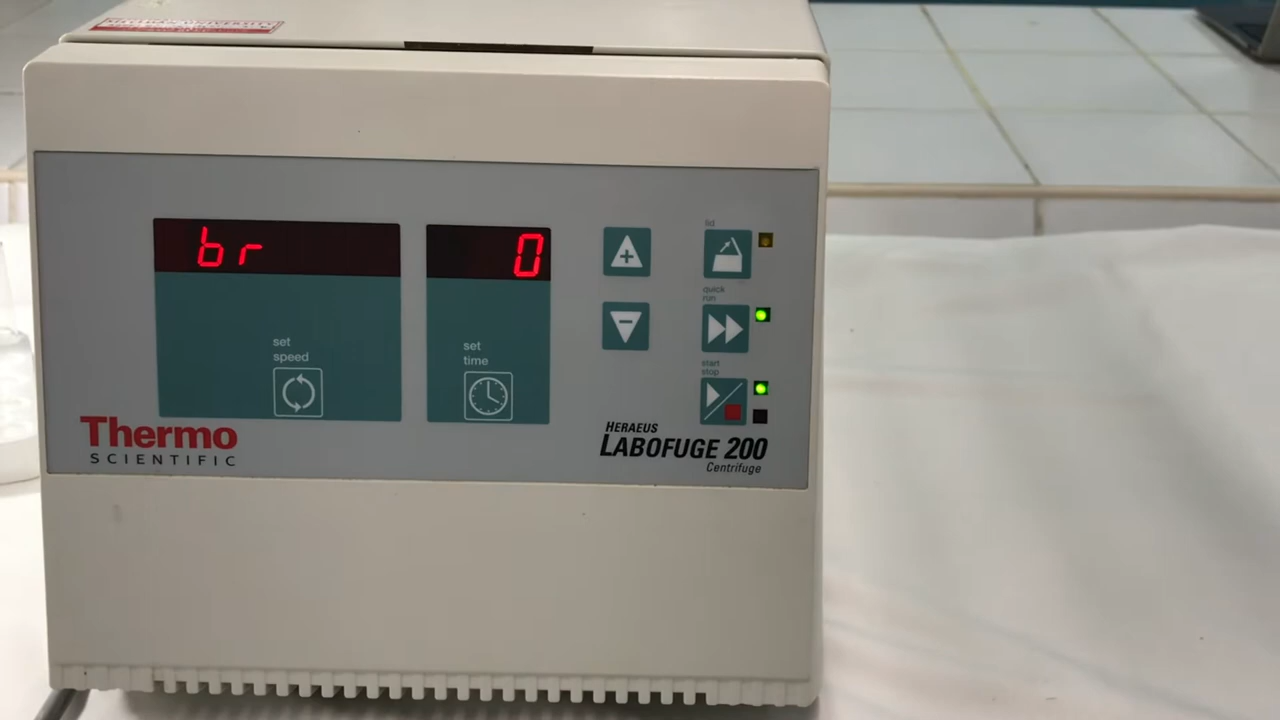 br
0
set
speed
set
time
lid
quick
run
start
stop
Thermo
SCIENTIFIC
HERAEUS
LABOFUGE 200
Centrifuge